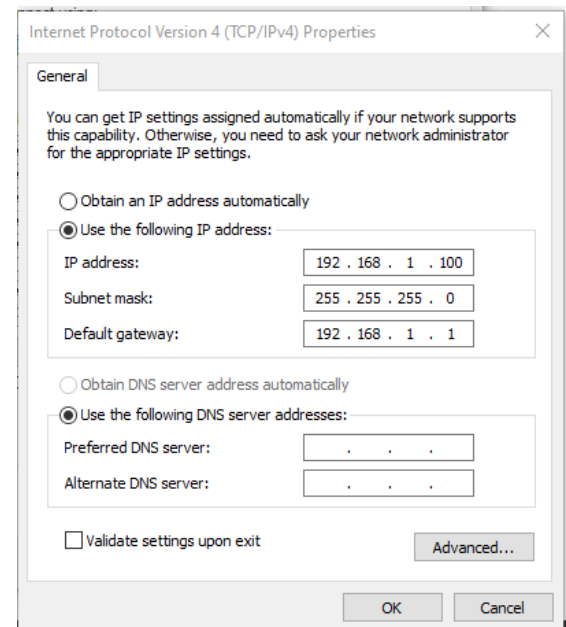 Internet Protocol Version 4 (TCP/IPv4) Properties
General
You can get IP settings assigned automatically if your network supports
this capability. Otherwise, you need to ask your network administrator
for the appropriate IP settings.
Obtain an IP address automatically
Use the following IP address:
IP address: 192 . 168 . 1 . 100
Subnet mask: 255 . 255 . 255 . 0
Default gateway: 192 . 168 . 1 . 1
Obtain DNS server address automatically
Use the following DNS server addresses:
Preferred DNS server: . . .
Alternate DNS server: . . .
Validate settings upon exit
Advanced...
OK Cancel